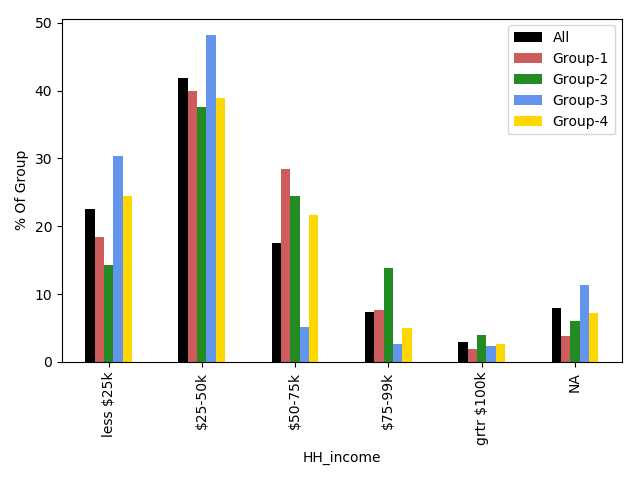 50
40
30
20
10
0
% Of Group
All
Group-1
Group-2
Group-3
Group-4
less $25k
$25-50k
$50-75k
$75-99k
grtr $100k
NA
HH_income